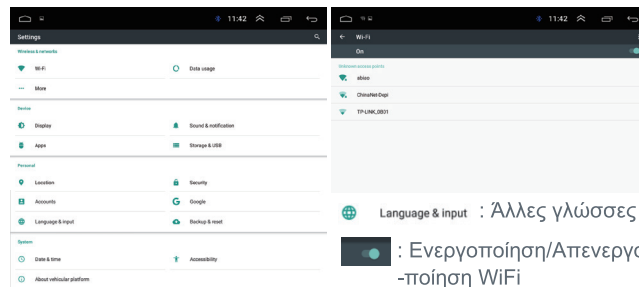 11:42
Settings
Wireless & networks
Wi-Fi
Data usage
More
Device
Display
Sound & notification
Apps
Storage & USB
Personal
Location
Security
Accounts
Google
Language & input
Backup & reset
System
Date & time
Accessibility
About vehicular platform
11:42
Wi-Fi
On
ChinaNet-Depi
TP-LINK_0B01
Language & input : Άλλες γλώσσες
: Ενεργοποίηση/Απενεργο
-ποίηση WiFi